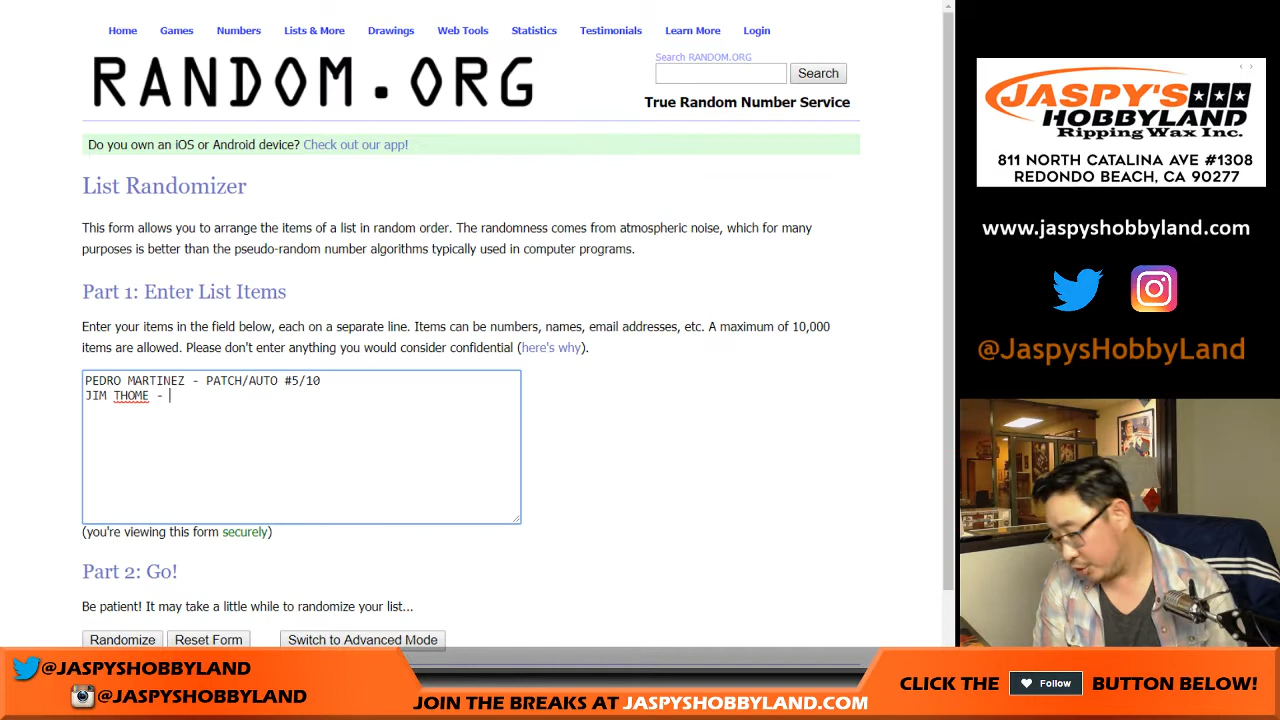 Home Games Numbers Lists & More Drawings Web Tools Statistics Testimonials Learn More Login
RANDOM.ORG
Search RANDOM.ORG
Search
True Random Number Service
Do you own an iOS or Android device? Check out our app!
List Randomizer
This form allows you to arrange the items of a list in random order. The randomness comes from atmospheric noise, which for many
purposes is better than the pseudo-random number algorithms typically used in computer programs.
Part 1: Enter List Items
Enter your items in the field below, each on a separate line. Items can be numbers, names, email addresses, etc. A maximum of 10,000
items are allowed. Please don't enter anything you would consider confidential (here's why).
PEDRO MARTINEZ - PATCH/AUTO #5/10
JIM THOME -
(you're viewing this form securely)
Part 2: Go!
Be patient! It may take a little while to randomize your list...
Randomize Reset Form Switch to Advanced Mode
JASPY'S
HOBBYLAND
Ripping Wax Inc.
811 NORTH CATALINA AVE #1308
REDONDO BEACH, CA 90277
www.jaspyshobbyland.com
@JaspysHobbyLand
@JASPYSHOBBYLAND
@JASPYSHOBBYLAND
JOIN THE BREAKS AT JASPYSHOBBYLAND.COM
CLICK THE Follow BUTTON BELOW!